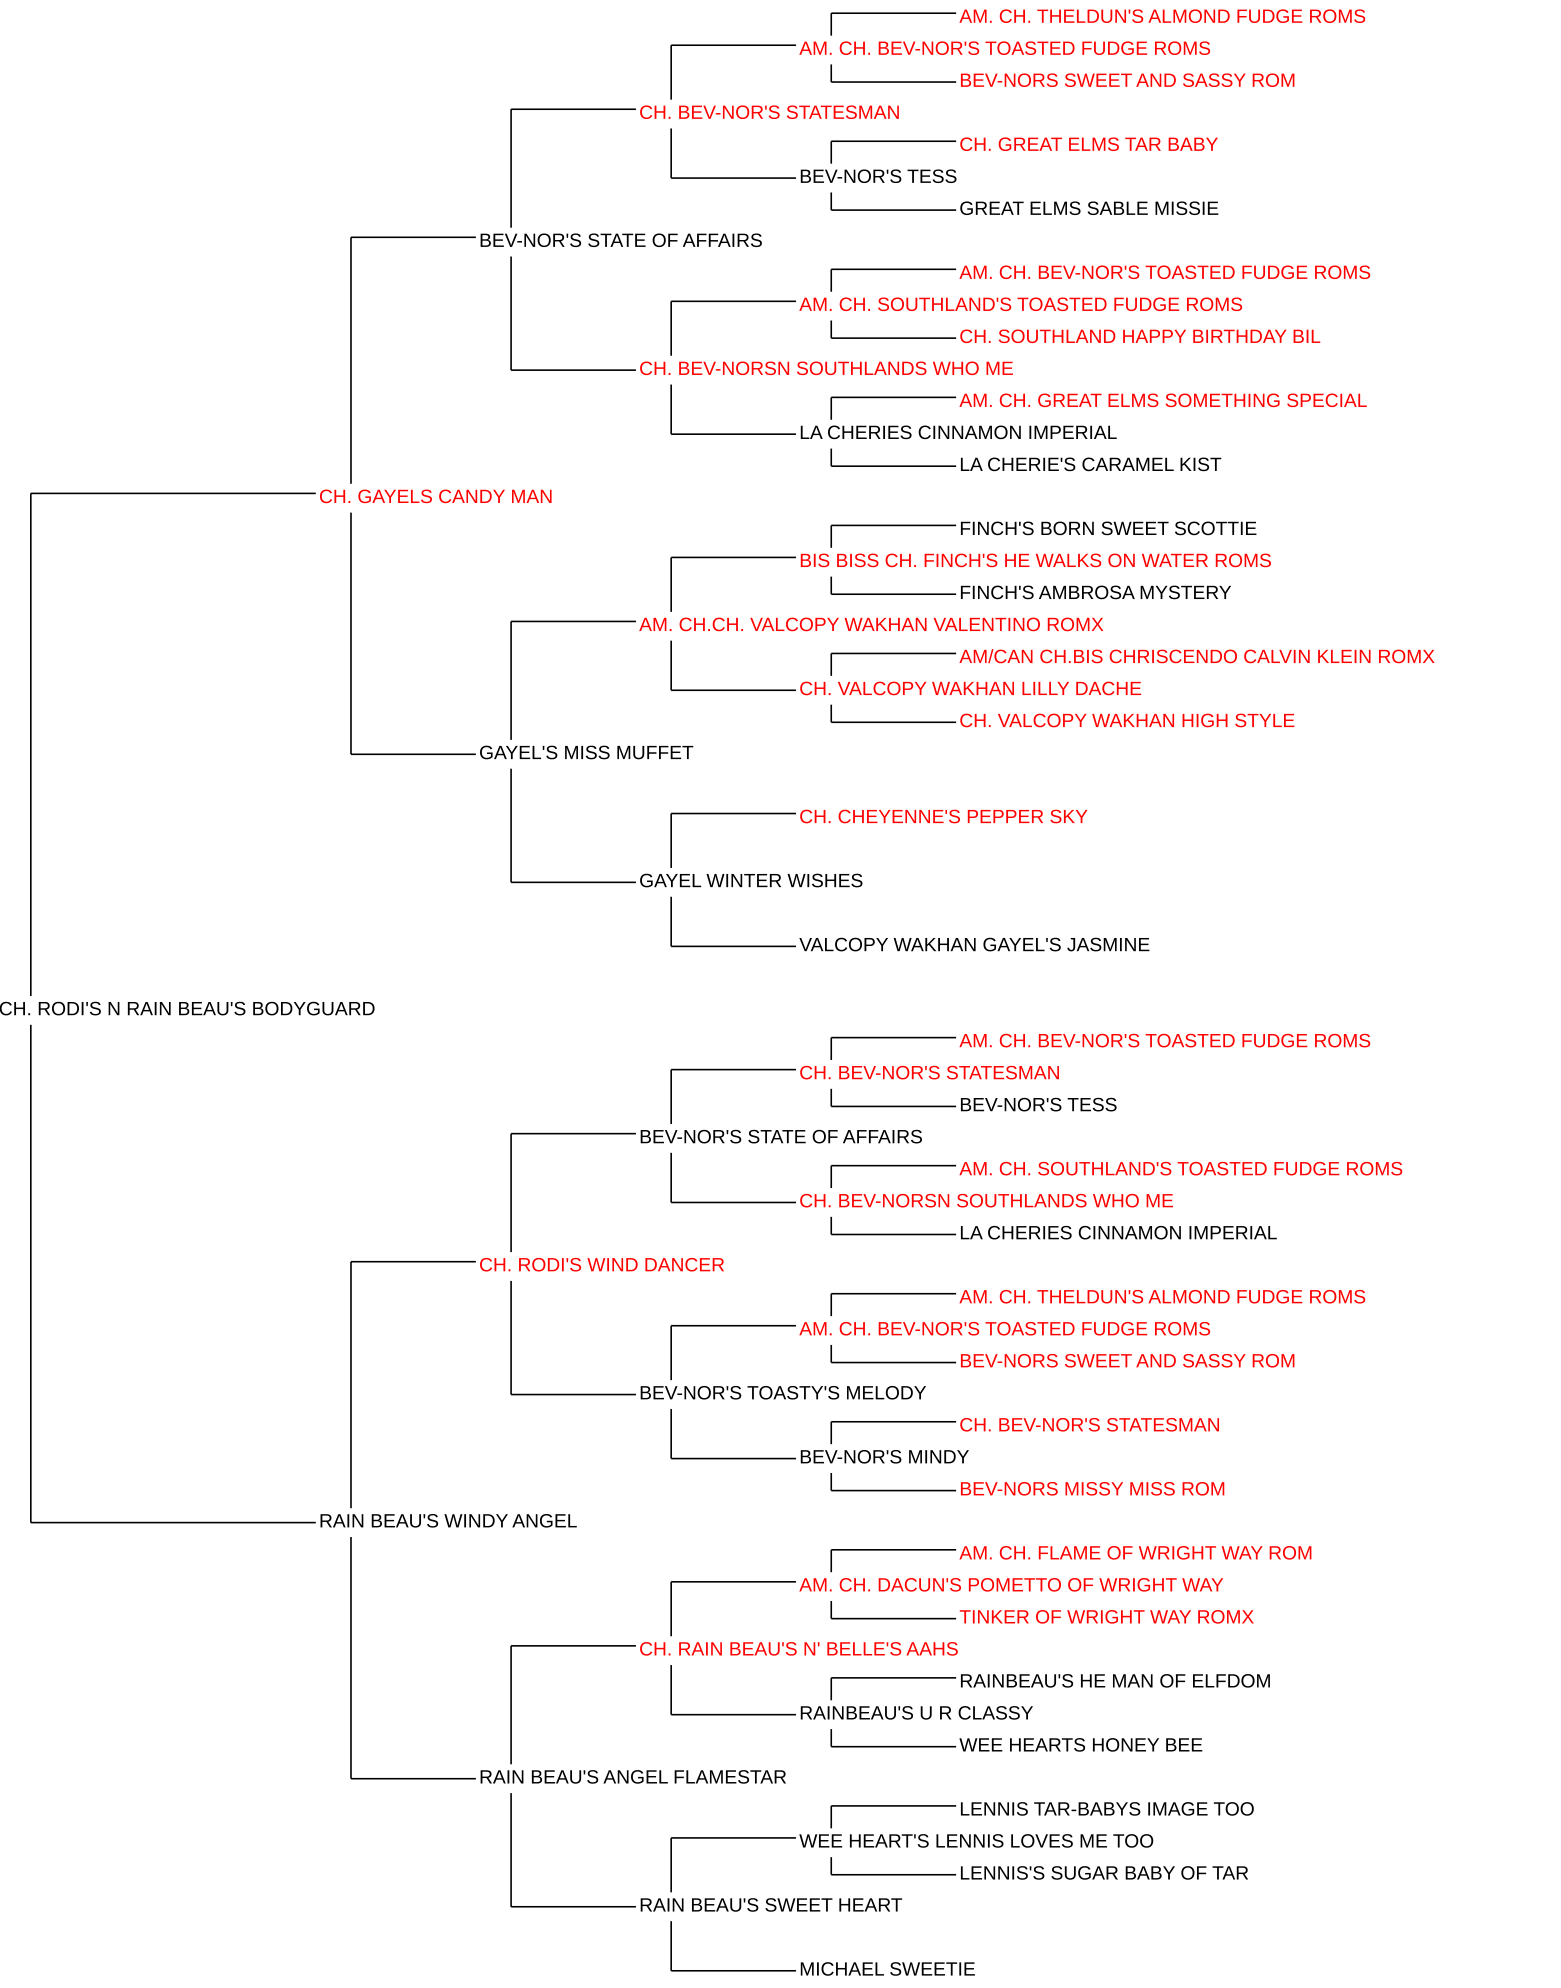 AM. CH. THELDUN'S ALMOND FUDGE ROMS
AM. CH. BEV-NOR'S TOASTED FUDGE ROMS
BEV-NORS SWEET AND SASSY ROM
CH. BEV-NOR'S STATESMAN
CH. GREAT ELMS TAR BABY
BEV-NOR'S TESS
GREAT ELMS SABLE MISSIE
BEV-NOR'S STATE OF AFFAIRS
AM. CH. BEV-NOR'S TOASTED FUDGE ROMS
AM. CH. SOUTHLAND'S TOASTED FUDGE ROMS
CH. SOUTHLAND HAPPY BIRTHDAY BIL
CH. BEV-NORSN SOUTHLANDS WHO ME
AM. CH. GREAT ELMS SOMETHING SPECIAL
LA CHERIES CINNAMON IMPERIAL
LA CHERIE'S CARAMEL KIST
CH. GAYELS CANDY MAN
FINCH'S BORN SWEET SCOTTIE
BIS BISS CH. FINCH'S HE WALKS ON WATER ROMS
FINCH'S AMBROSA MYSTERY
AM. CH.CH. VALCOPY WAKHAN VALENTINO ROMX
AM/CAN CH.BIS CHRISCENDO CALVIN KLEIN ROMX
CH. VALCOPY WAKHAN LILLY DACHE
CH. VALCOPY WAKHAN HIGH STYLE
GAYEL'S MISS MUFFET
CH. CHEYENNE'S PEPPER SKY
GAYEL WINTER WISHES
VALCOPY WAKHAN GAYEL'S JASMINE
CH. RODI'S N RAIN BEAU'S BODYGUARD
AM. CH. BEV-NOR'S TOASTED FUDGE ROMS
CH. BEV-NOR'S STATESMAN
BEV-NOR'S TESS
BEV-NOR'S STATE OF AFFAIRS
AM. CH. SOUTHLAND'S TOASTED FUDGE ROMS
CH. BEV-NORSN SOUTHLANDS WHO ME
LA CHERIES CINNAMON IMPERIAL
CH. RODI'S WIND DANCER
AM. CH. THELDUN'S ALMOND FUDGE ROMS
AM. CH. BEV-NOR'S TOASTED FUDGE ROMS
BEV-NORS SWEET AND SASSY ROM
BEV-NOR'S TOASTY'S MELODY
CH. BEV-NOR'S STATESMAN
BEV-NOR'S MINDY
BEV-NORS MISSY MISS ROM
RAIN BEAU'S WINDY ANGEL
AM. CH. FLAME OF WRIGHT WAY ROM
AM. CH. DACUN'S POMETTO OF WRIGHT WAY
TINKER OF WRIGHT WAY ROMX
CH. RAIN BEAU'S N' BELLE'S AAHS
RAINBEAU'S HE MAN OF ELFDOM
RAINBEAU'S U R CLASSY
WEE HEARTS HONEY BEE
RAIN BEAU'S ANGEL FLAMESTAR
LENNIS TAR-BABYS IMAGE TOO
WEE HEART'S LENNIS LOVES ME TOO
LENNIS'S SUGAR BABY OF TAR
RAIN BEAU'S SWEET HEART
MICHAEL SWEETIE